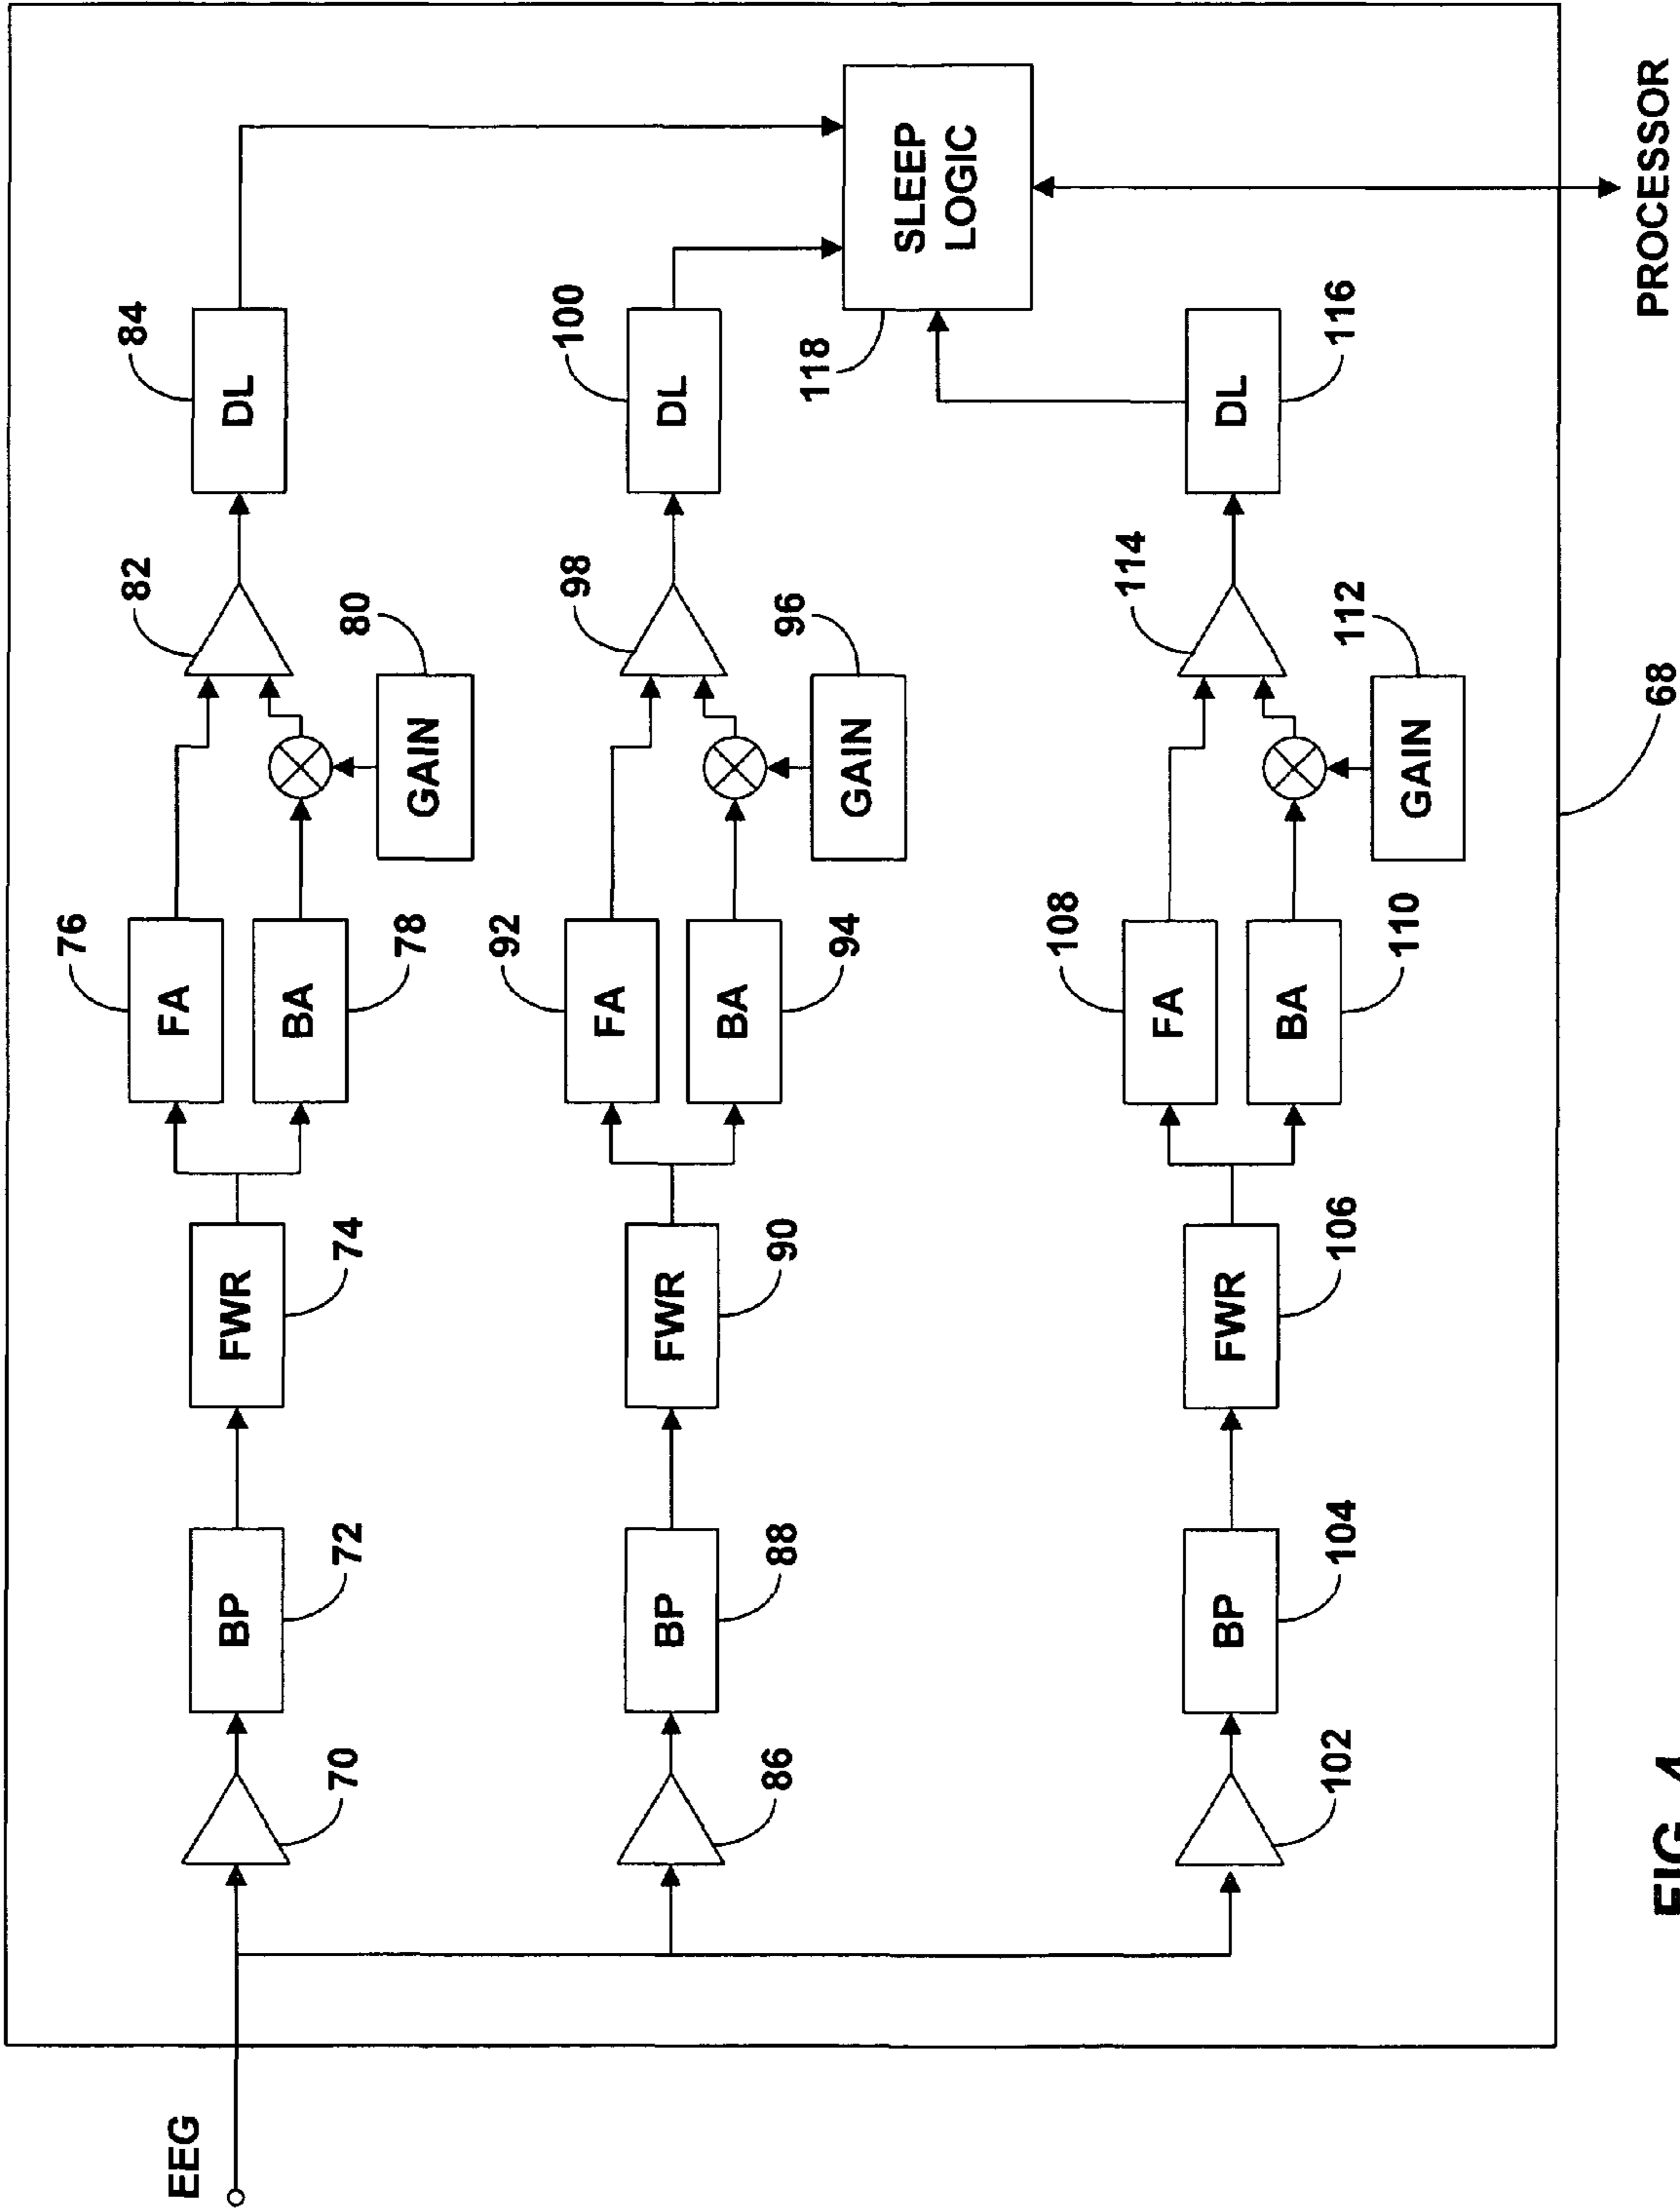 EEG
70
BP
72
FWR
74
FA
76
BA
78
GAIN
80
82
DL
84
86
BP
88
FWR
90
FA
92
BA
94
GAIN
96
98
DL
100
SLEEP
LOGIC
118
102
BP
104
FWR
106
FA
108
BA
110
GAIN
112
114
DL
116
68
PROCESSOR
FIG. 4